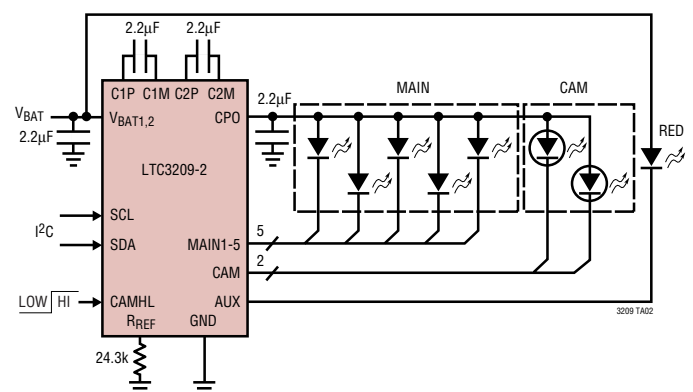 2.2µF
2.2µF
C1P C1M C2P C2M
2.2µF
MAIN
CAM
VBAT
VBAT1,2
CPO
RED
2.2µF
LTC3209-2
SCL
I²C
SDA
MAIN1-5
5
CAM
2
LOW HI
CAMHL
AUX
3209 TA02
RREF
GND
24.3k